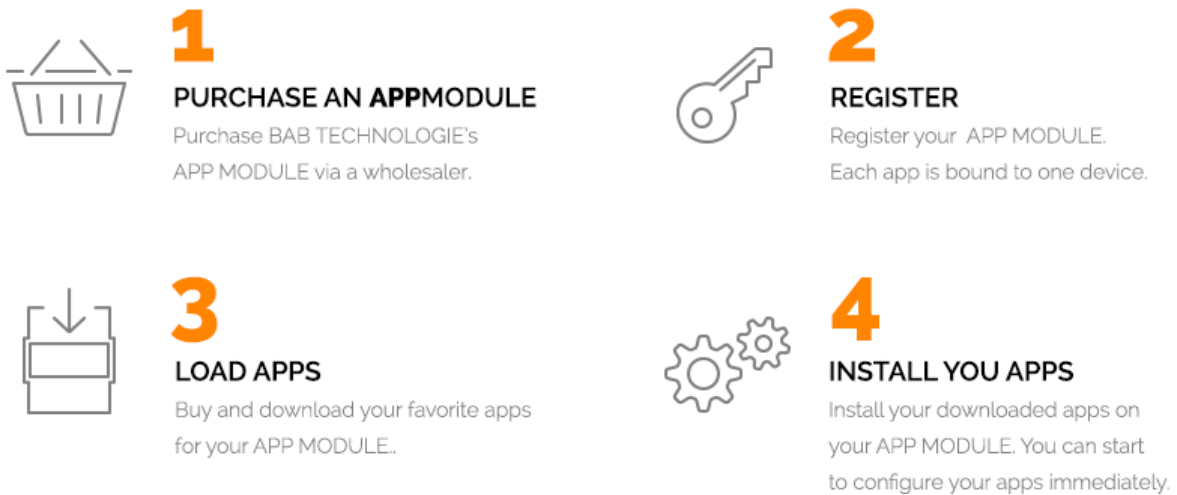 1
PURCHASE AN APPMODULE
Purchase BAB TECHNOLOGIE's
APP MODULE via a wholesaler.
2
REGISTER
Register your APP MODULE.
Each app is bound to one device.
3
LOAD APPS
Buy and download your favorite apps
for your APP MODULE..
4
INSTALL YOU APPS
Install your downloaded apps on
your APP MODULE. You can start
to configure your apps immediately.